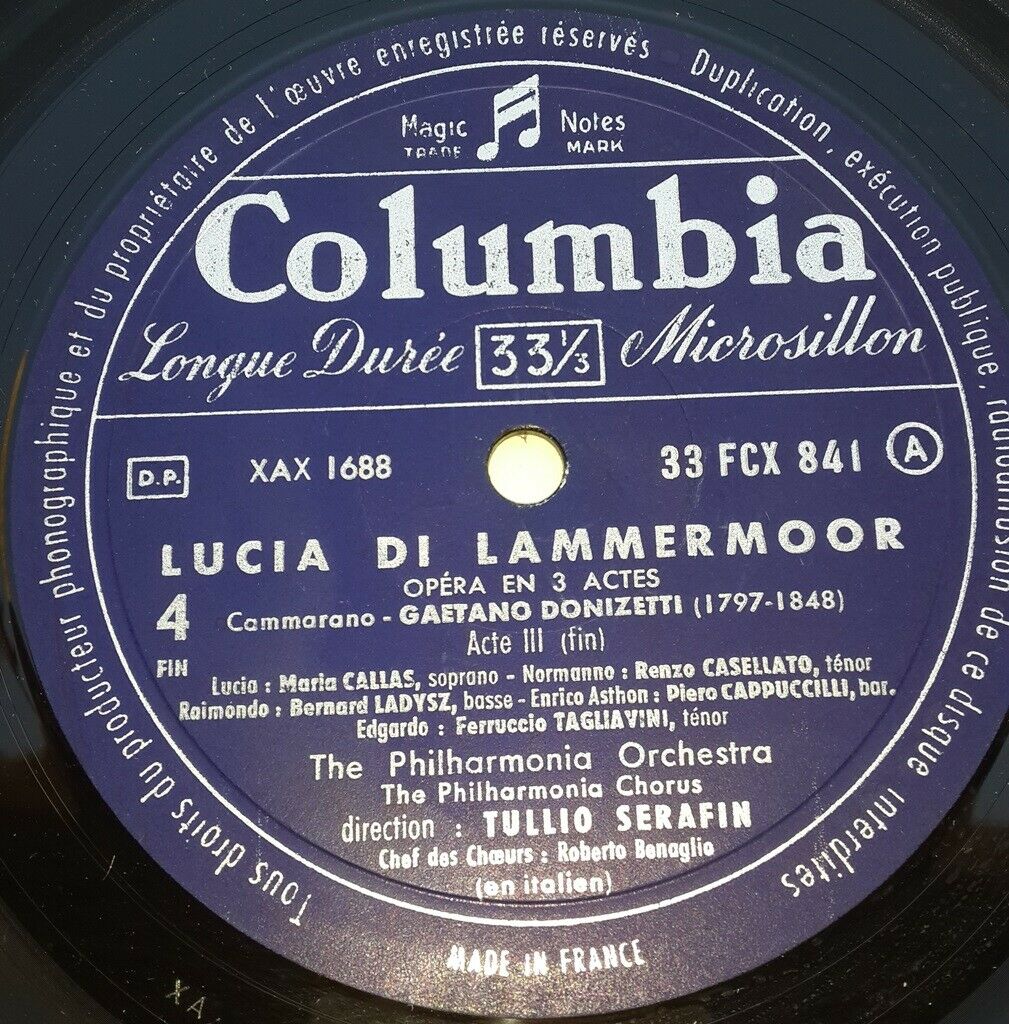 Tous droits du producteur phonographique et du propriétaire de l'œuvre enregistrée réservés Duplication, exécution publique, radiodiffusion de ce disque interdites
Magic Notes
TRADE MARK
Columbia
Longue Durée 33⅓ Microsillon
D.P. XAX 1688 33 FCX 841 A
LUCIA DI LAMMERMOOR
OPÉRA EN 3 ACTES
4 Cammarano - GAETANO DONIZETTI (1797-1848)
FIN Acte III (fin)
Lucia : Maria CALLAS, soprano - Normanno : Renzo CASELLATO, ténor
Raimondo : Bernard LADYSZ, basse - Enrico Asthon : Piero CAPPUCCILLI, bar.
Edgardo : Ferruccio TAGLIAVINI, ténor
The Philharmonia Orchestra
The Philharmonia Chorus
direction : TULLIO SERAFIN
Chef des Chœurs : Roberto Benaglio
(en italien)
MADE IN FRANCE
XA